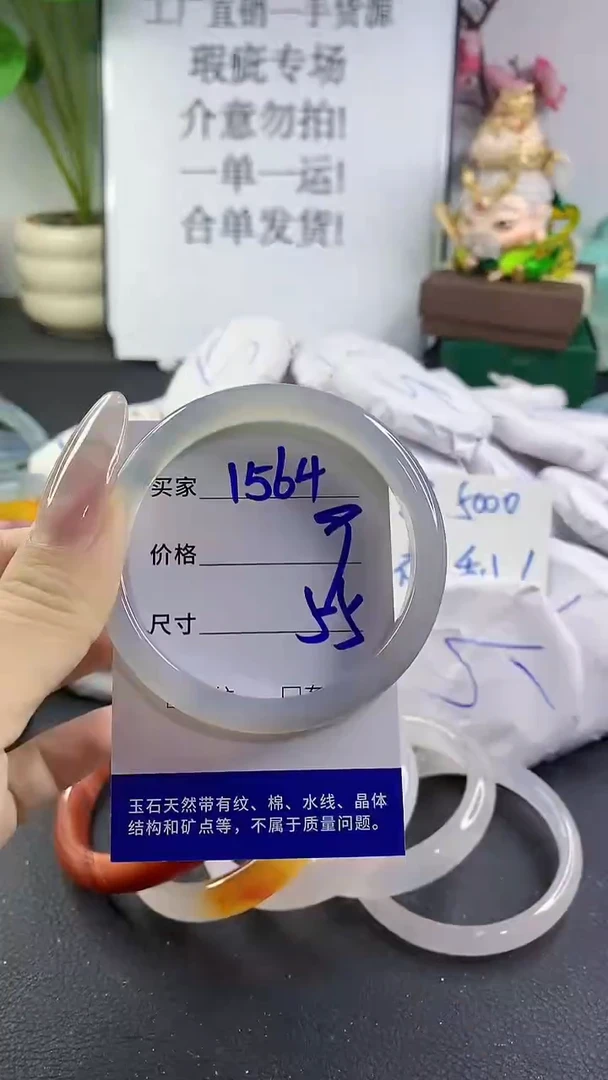 工厂直销一手货源
瑕疵专场
介意勿拍!
一单一运!
合单发货!
买家 1564
价格
尺寸 55
5000
玉石天然带有纹、棉、水线、晶体
结构和矿点等，不属于质量问题。